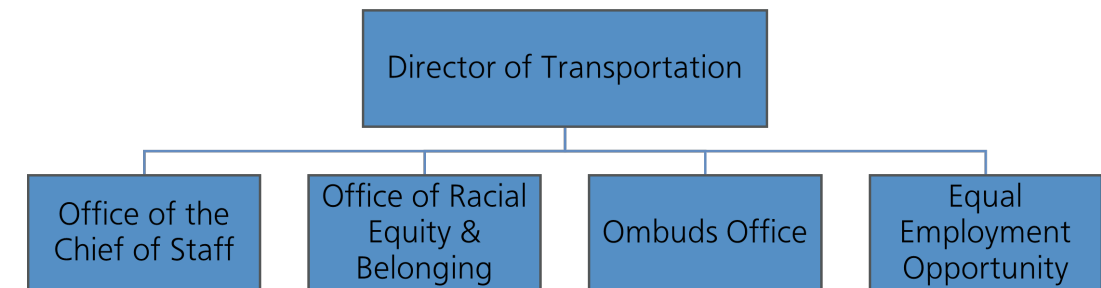 Director of Transportation
Office of the
Chief of Staff
Office of Racial
Equity &
Belonging
Ombuds Office
Equal
Employment
Opportunity